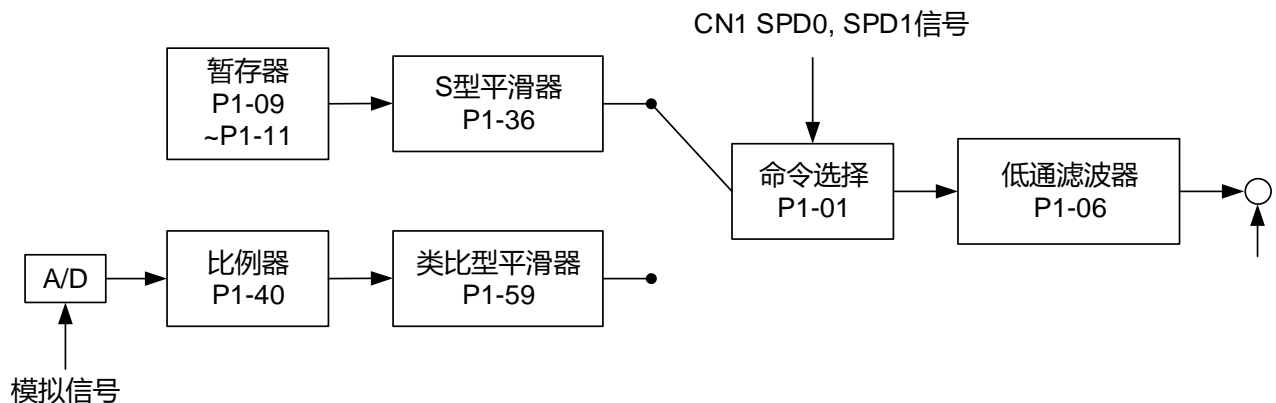 CN1 SPD0, SPD1信号
暂存器
P1-09
~P1-11
S型平滑器
P1-36
命令选择
P1-01
低通滤波器
P1-06
A/D
比例器
P1-40
类比型平滑器
P1-59
模拟信号